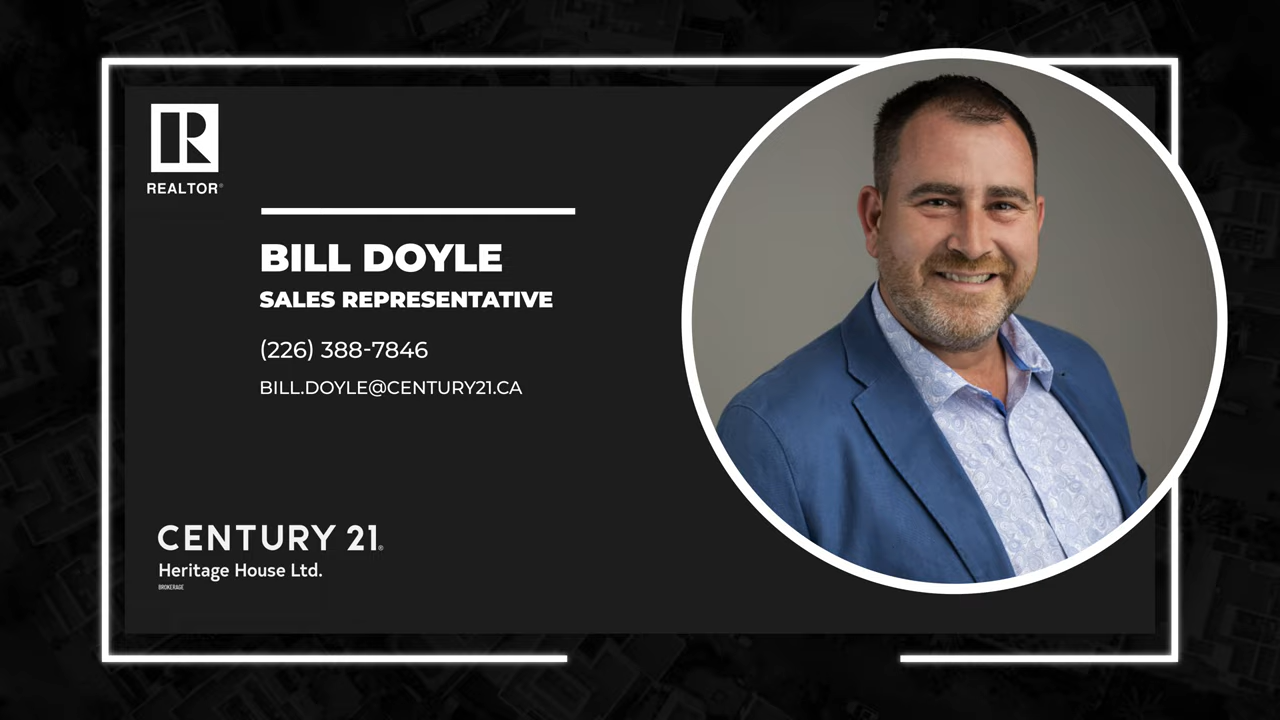 REALTOR®
BILL DOYLE
SALES REPRESENTATIVE
(226) 388-7846
BILL.DOYLE@CENTURY21.CA
CENTURY 21®
Heritage House Ltd.
BROKERAGE